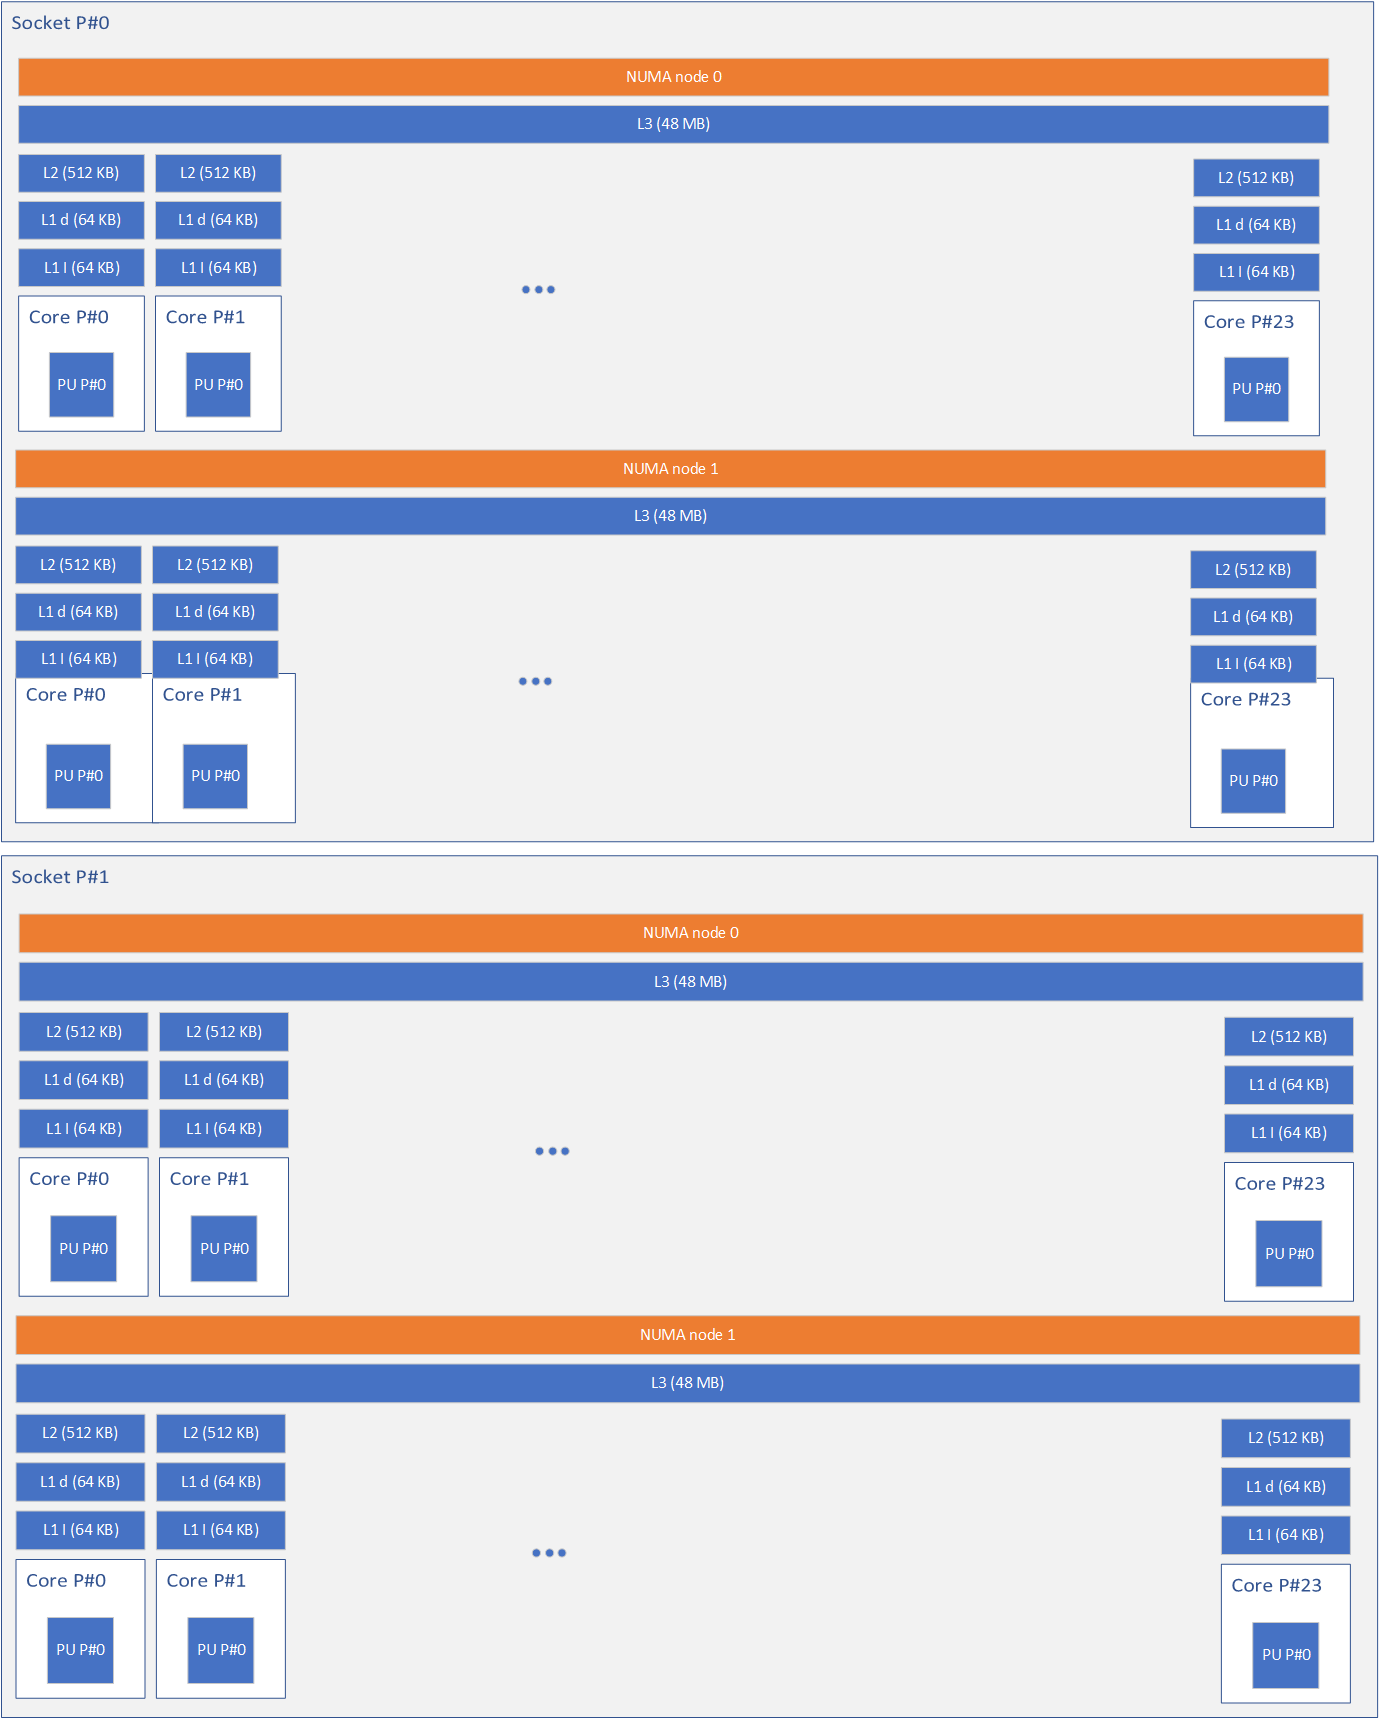 Socket P#0
NUMA node 0
L3 (48 MB)
L2 (512 KB) L2 (512 KB) L2 (512 KB)
L1 d (64 KB) L1 d (64 KB) L1 d (64 KB)
L1 I (64 KB) L1 I (64 KB) L1 I (64 KB)
Core P#0 Core P#1 Core P#23
PU P#0 PU P#0 PU P#0
NUMA node 1
L3 (48 MB)
L2 (512 KB) L2 (512 KB) L2 (512 KB)
L1 d (64 KB) L1 d (64 KB) L1 d (64 KB)
L1 I (64 KB) L1 I (64 KB) L1 I (64 KB)
Core P#0 Core P#1 Core P#23
PU P#0 PU P#0 PU P#0
Socket P#1
NUMA node 0
L3 (48 MB)
L2 (512 KB) L2 (512 KB) L2 (512 KB)
L1 d (64 KB) L1 d (64 KB) L1 d (64 KB)
L1 I (64 KB) L1 I (64 KB) L1 I (64 KB)
Core P#0 Core P#1 Core P#23
PU P#0 PU P#0 PU P#0
NUMA node 1
L3 (48 MB)
L2 (512 KB) L2 (512 KB) L2 (512 KB)
L1 d (64 KB) L1 d (64 KB) L1 d (64 KB)
L1 I (64 KB) L1 I (64 KB) L1 I (64 KB)
Core P#0 Core P#1 Core P#23
PU P#0 PU P#0 PU P#0